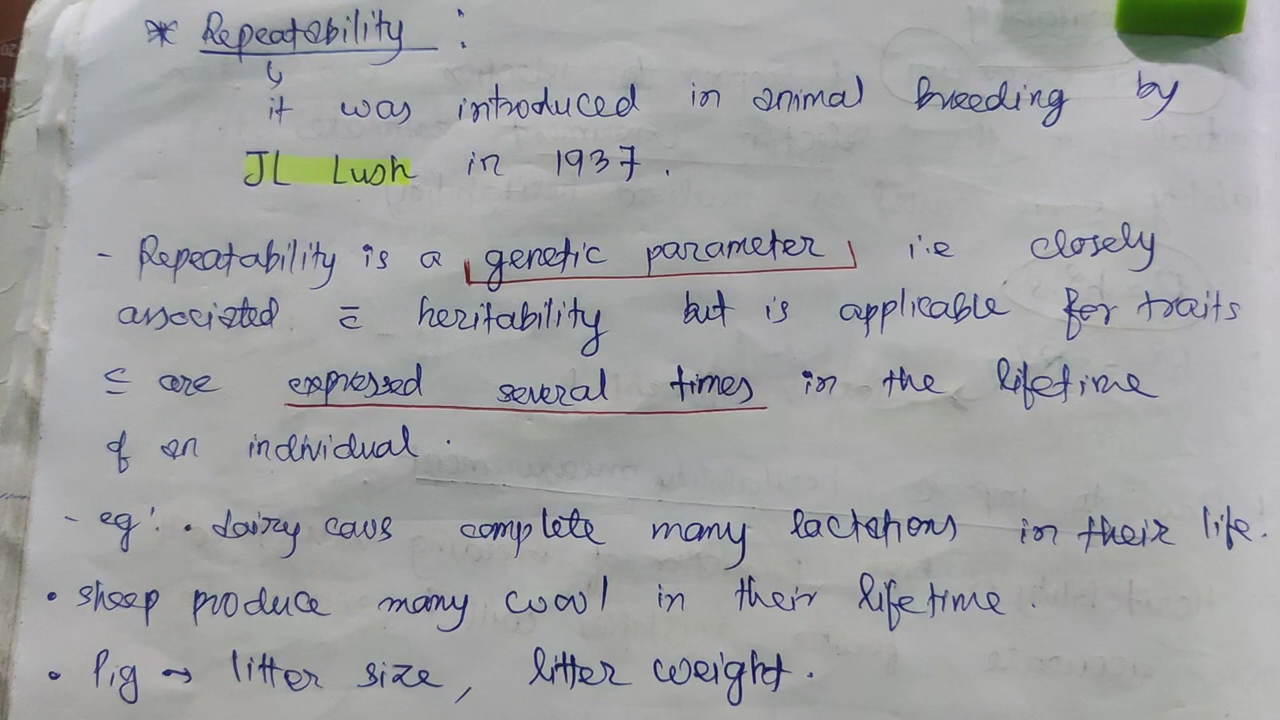 * Repeatability :
↳
it was introduced in animal breeding by
JL Lush in 1937.
- Repeatability is a genetic parameter i.e closely
associated c̄ heritability but is applicable for traits
c̄ are expressed several times in the lifetime
of an individual.
- eg: • dairy caws complete many lactations in their life.
• sheep produce many wool in their lifetime.
• Pig → litter size, litter weight.